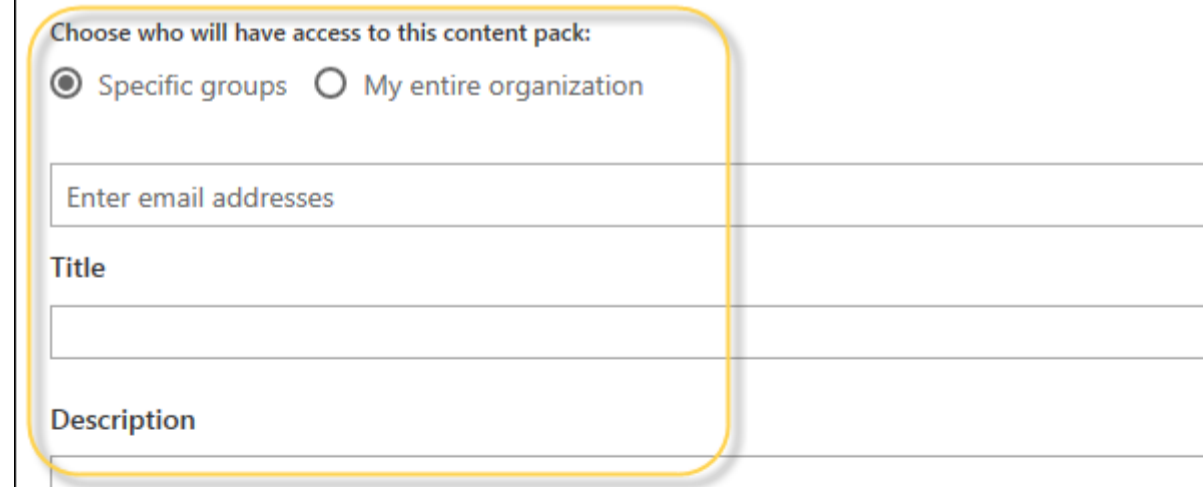 Choose who will have access to this content pack:
Specific groups My entire organization
Enter email addresses
Title
Description